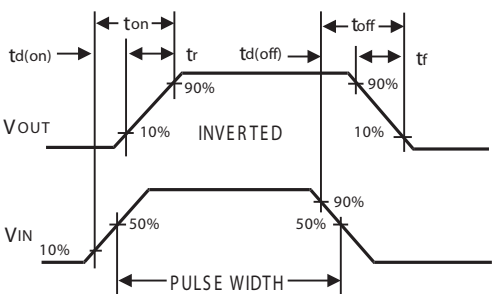 ton
toff
td(on)
tr
td(off)
tf
90%
90%
VOUT
10%
INVERTED
10%
90%
VIN
10%
50%
50%
PULSE WIDTH